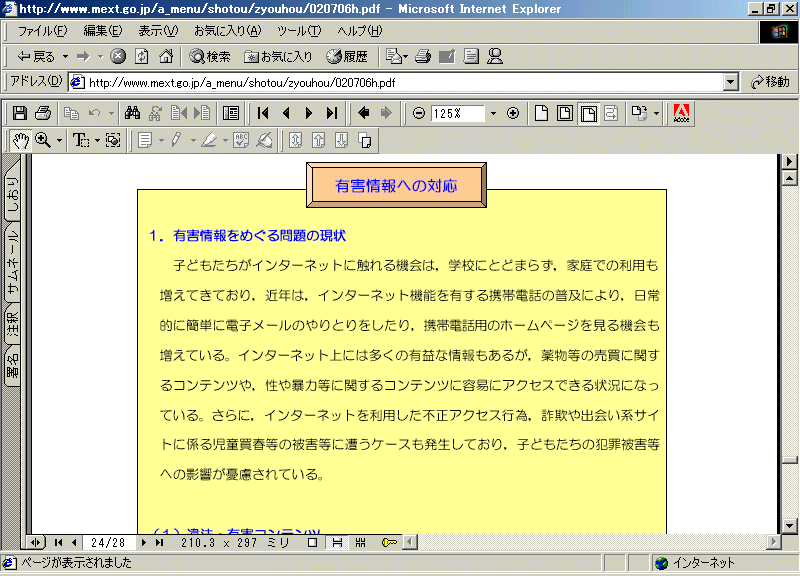 http://www.mext.go.jp/a_menu/shotou/zyouhou/020706h.pdf - Microsoft Internet Explorer
ファイル(F) 編集(E) 表示(V) お気に入り(A) ツール(T) ヘルプ(H)
戻る 検索 お気に入り 履歴
アドレス(D) http://www.mext.go.jp/a_menu/shotou/zyouhou/020706h.pdf 移動
125% Adobe
しおり
サムネール
注釈
署名
有害情報への対応
1．有害情報をめぐる問題の現状
子どもたちがインターネットに触れる機会は，学校にとどまらず，家庭での利用も
増えてきており，近年は，インターネット機能を有する携帯電話の普及により，日常
的に簡単に電子メールのやりとりをしたり，携帯電話用のホームページを見る機会も
増えている。インターネット上には多くの有益な情報もあるが，薬物等の売買に関す
るコンテンツや，性や暴力等に関するコンテンツに容易にアクセスできる状況になっ
ている。さらに，インターネットを利用した不正アクセス行為，詐欺や出会い系サイ
トに係る児童買春等の被害等に遭うケースも発生しており，子どもたちの犯罪被害等
への影響が憂慮されている。
（1）違法・有害コンテンツ
24/28 210.3 x 297 ミリ
ページが表示されました インターネット